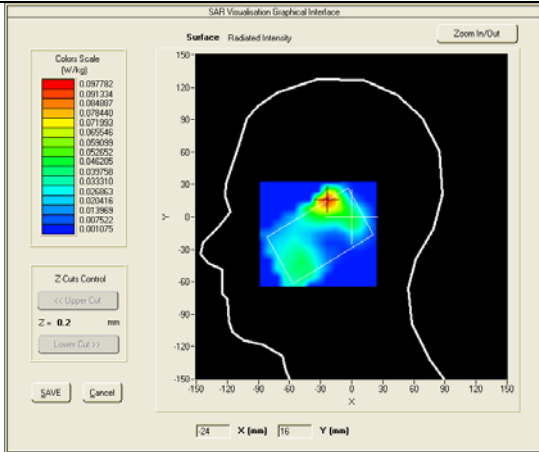 SAR Visualisation Graphical Interface
Surface Radiated Intensity
Zoom In/Out
Colors Scale
(W/kg)
0.097782
0.091334
0.084887
0.078440
0.071993
0.065546
0.059099
0.052652
0.046205
0.039758
0.033310
0.026863
0.020416
0.013969
0.007522
0.001075
Z Cuts Control
<< Upper Cut
Z = 0.2 mm
Lower Cut >>
SAVE Cancel
150
120
90
60
30
0
-30
-60
-90
-120
-150
Y
-150 -120 -90 -60 -30 0 30 60 90 120 150
X
-24 X (mm) 16 Y (mm)